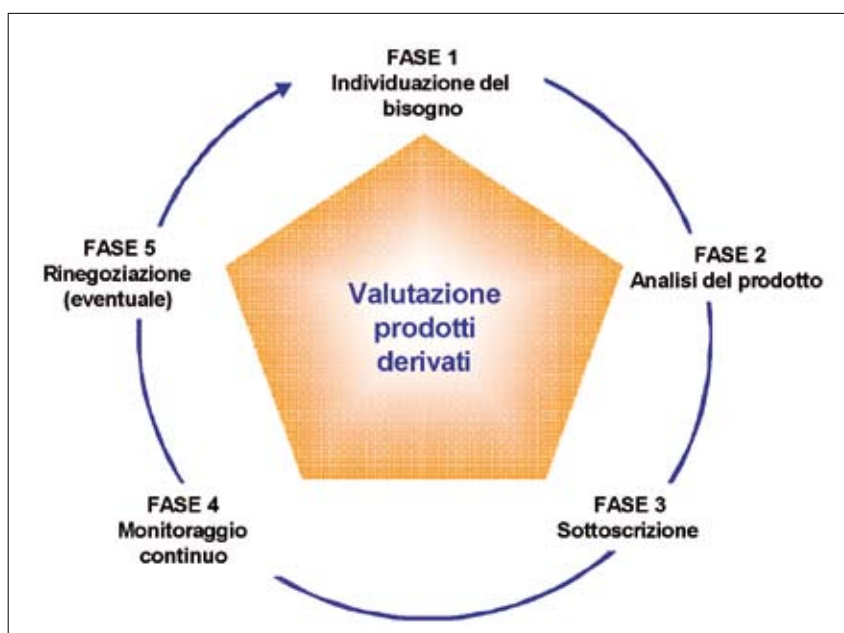 FASE 1
Individuazione del
bisogno
FASE 2
Analisi del prodotto
FASE 3
Sottoscrizione
FASE 4
Monitoraggio
continuo
FASE 5
Rinegoziazione
(eventuale)
Valutazione
prodotti
derivati